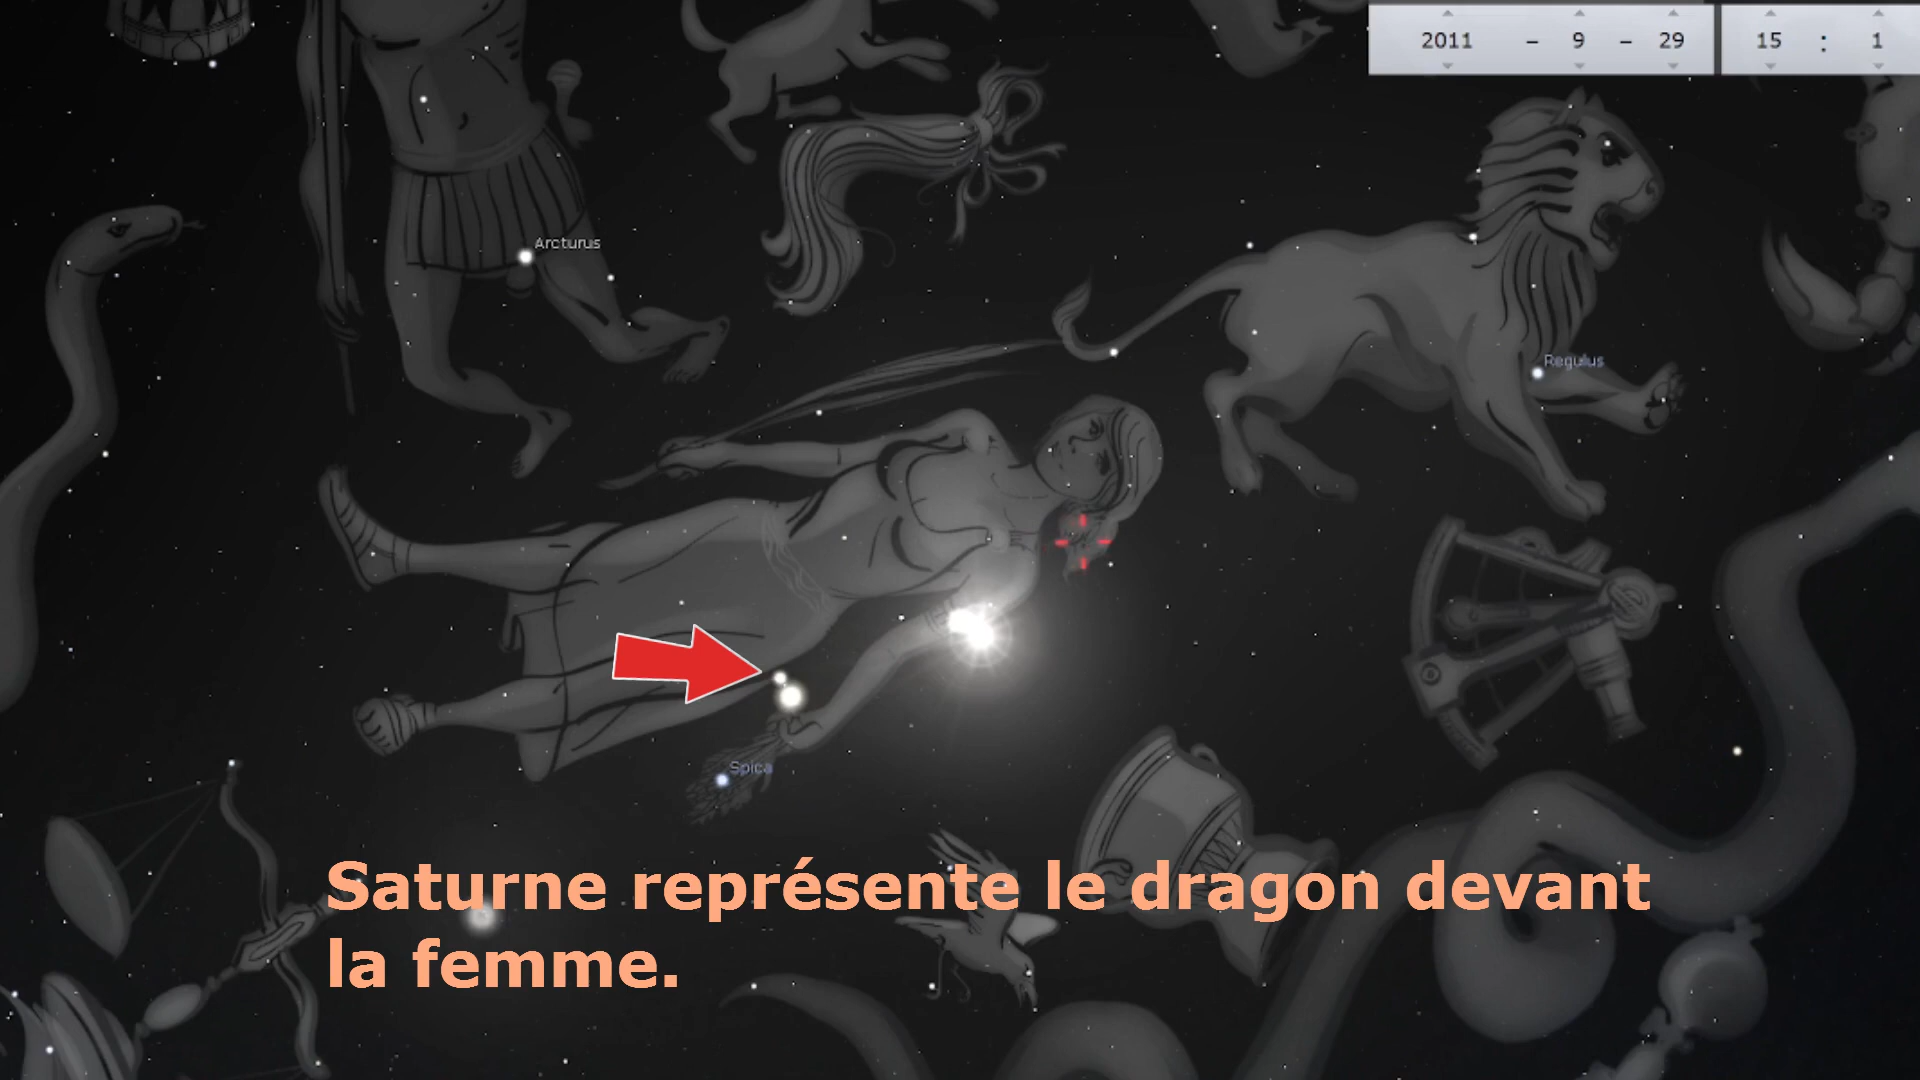 2011 - 9 - 29 15 : 1
Arcturus
Regulus
Spica
Saturne représente le dragon devant
la femme.